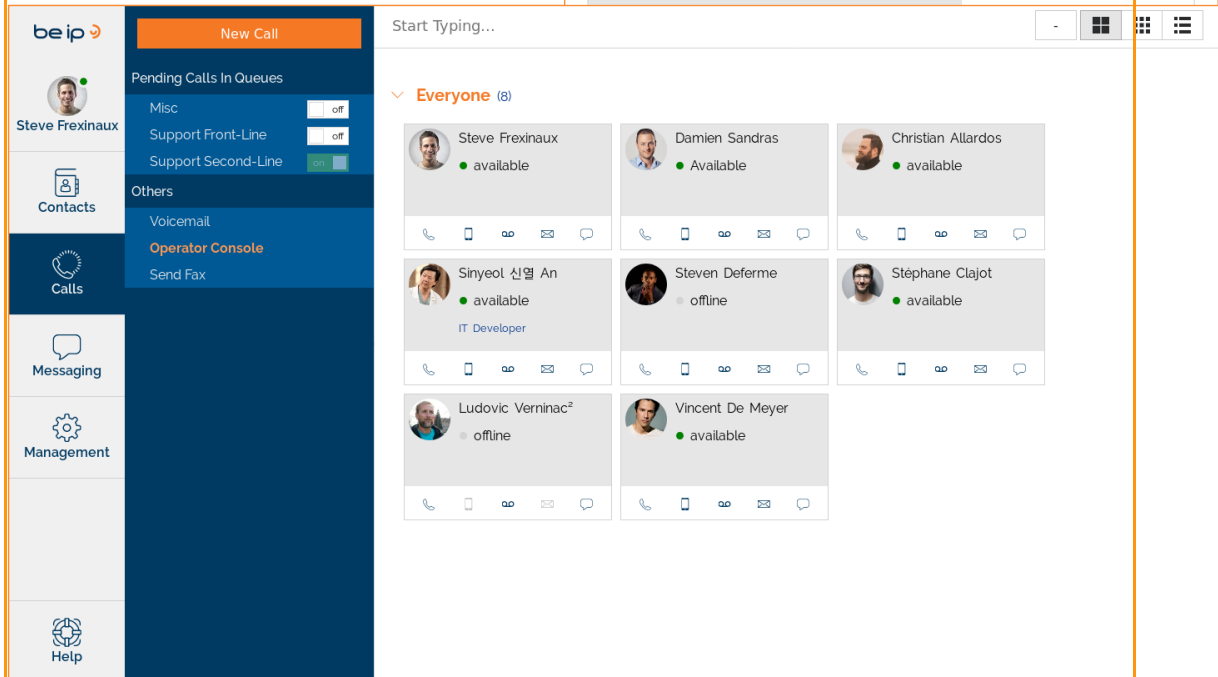 be ip
Steve Frexinaux
Contacts
Calls
Messaging
Management
Help
New Call
Pending Calls In Queues
Misc
off
Support Front-Line
off
Support Second-Line
on
Others
Voicemail
Operator Console
Send Fax
Start Typing...
-
Everyone (8)
Steve Frexinaux
available
Damien Sandras
Available
Christian Allardos
available
Sinyeol 신열 An
available
IT Developer
Steven Deferme
offline
Stéphane Clajot
available
Ludovic Verninac²
offline
Vincent De Meyer
available